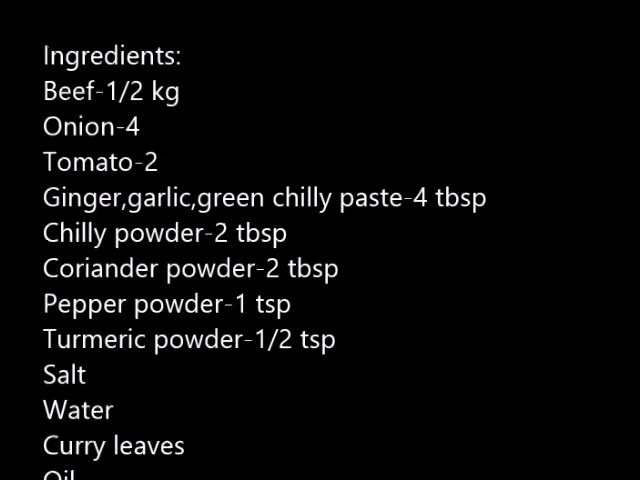 Ingredients:
Beef-1/2 kg
Onion-4
Tomato-2
Ginger,garlic,green chilly paste-4 tbsp
Chilly powder-2 tbsp
Coriander powder-2 tbsp
Pepper powder-1 tsp
Turmeric powder-1/2 tsp
Salt
Water
Curry leaves
Oil